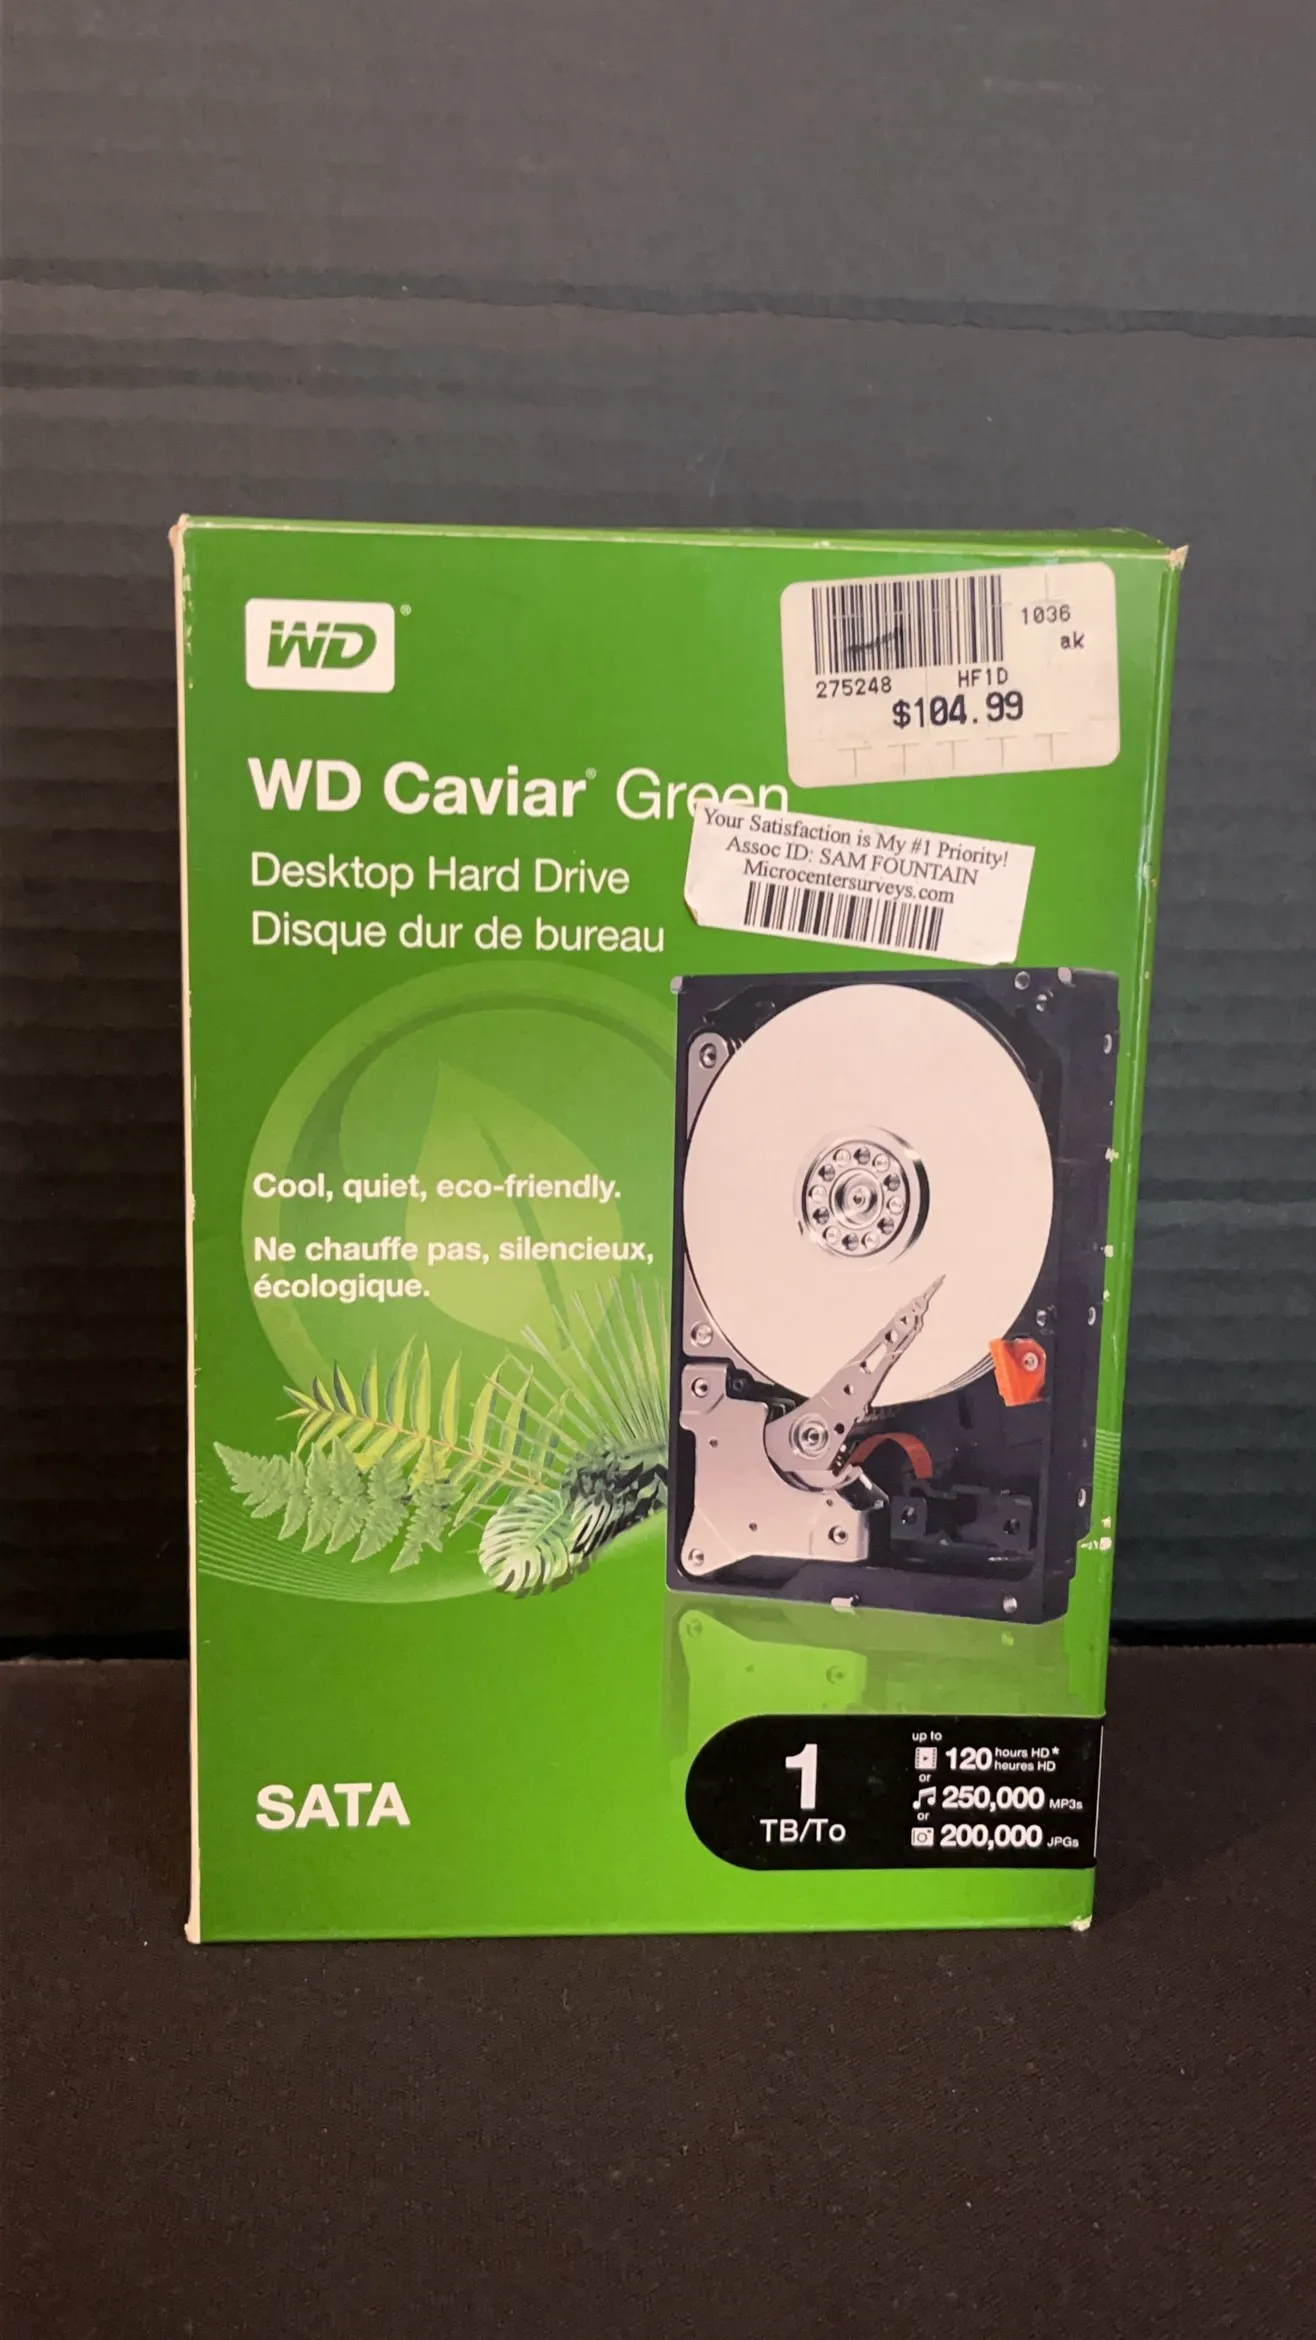 WD®
1036
ak
275248 HF1D
$104.99
WD Caviar® Green
Your Satisfaction is My #1 Priority!
Assoc ID: SAM FOUNTAIN
Microcentersurveys.com
Desktop Hard Drive
Disque dur de bureau
Cool, quiet, eco-friendly.
Ne chauffe pas, silencieux,
écologique.
SATA
1
TB/To
up to
120 hours HD*
heures HD
or
250,000 MP3s
or
200,000 JPGs